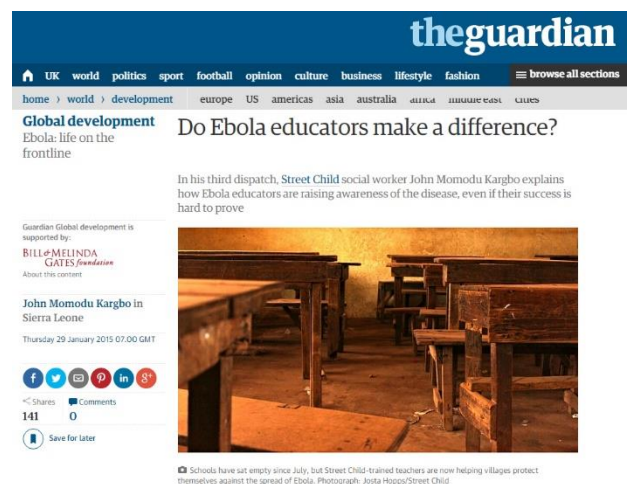 theguardian
UK world politics sport football opinion culture business lifestyle fashion browse all sections
home › world › development europe US americas asia australia africa middle east cities
Global development
Ebola: life on the
frontline
Do Ebola educators make a difference?
In his third dispatch, Street Child social worker John Momodu Kargbo explains
how Ebola educators are raising awareness of the disease, even if their success is
hard to prove
Guardian Global development is
supported by:
BILL & MELINDA
GATES foundation
About this content
John Momodu Kargbo in
Sierra Leone
Thursday 29 January 2015 07.00 GMT
Shares Comments
141 0
Save for later
Schools have sat empty since July, but Street Child-trained teachers are now helping villages protect
themselves against the spread of Ebola. Photograph: Josta Hopps/Street Child